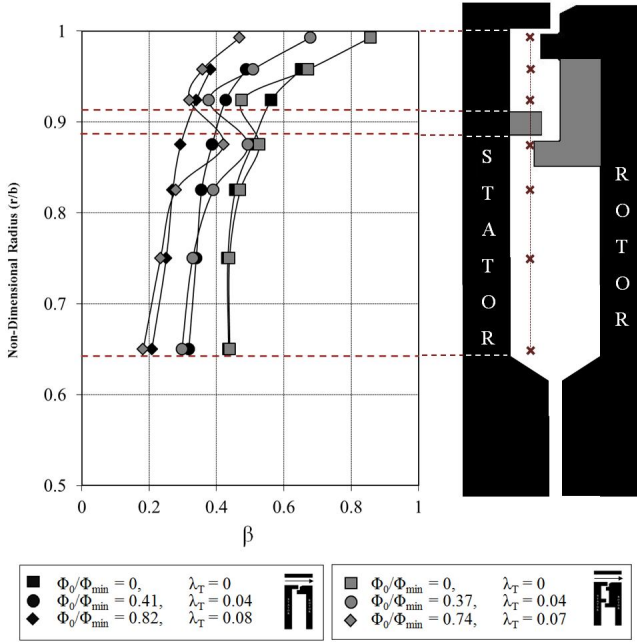 Non-Dimensional Radius (r/b)
1
0.9
0.8
0.7
0.6
0.5
0 0.2 0.4 0.6 0.8 1
β
STATOR
ROTOR
Φ0/Φmin = 0, λT = 0
Φ0/Φmin = 0.41, λT = 0.04
Φ0/Φmin = 0.82, λT = 0.08
Φ0/Φmin = 0, λT = 0
Φ0/Φmin = 0.37, λT = 0.04
Φ0/Φmin = 0.74, λT = 0.07